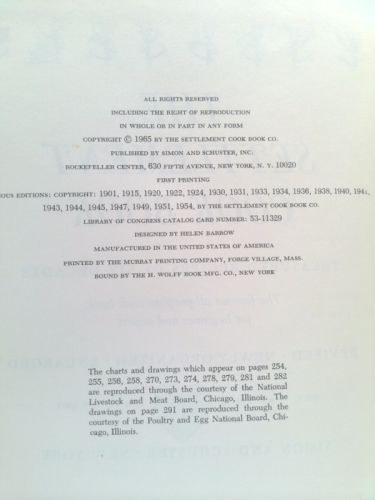 ALL RIGHTS RESERVED
INCLUDING THE RIGHT OF REPRODUCTION
IN WHOLE OR IN PART IN ANY FORM
COPYRIGHT © 1965 BY THE SETTLEMENT COOK BOOK CO.
PUBLISHED BY SIMON AND SCHUSTER, INC.
ROCKEFELLER CENTER, 630 FIFTH AVENUE, NEW YORK, N. Y. 10020
FIRST PRINTING
OUS EDITIONS: COPYRIGHT: 1901, 1915, 1920, 1922, 1924, 1930, 1931, 1933, 1934, 1936, 1938, 1940, 1941,
1943, 1944, 1945, 1947, 1949, 1951, 1954, BY THE SETTLEMENT COOK BOOK CO.
LIBRARY OF CONGRESS CATALOG CARD NUMBER: 53-11329
DESIGNED BY HELEN BARROW
MANUFACTURED IN THE UNITED STATES OF AMERICA
PRINTED BY THE MURRAY PRINTING COMPANY, FORGE VILLAGE, MASS.
BOUND BY THE H. WOLFF BOOK MFG. CO., NEW YORK
The charts and drawings which appear on pages 254,
255, 256, 258, 270, 273, 274, 278, 279, 281 and 282
are reproduced through the courtesy of the National
Livestock and Meat Board, Chicago, Illinois. The
drawings on page 291 are reproduced through the
courtesy of the Poultry and Egg National Board, Chi-
cago, Illinois.